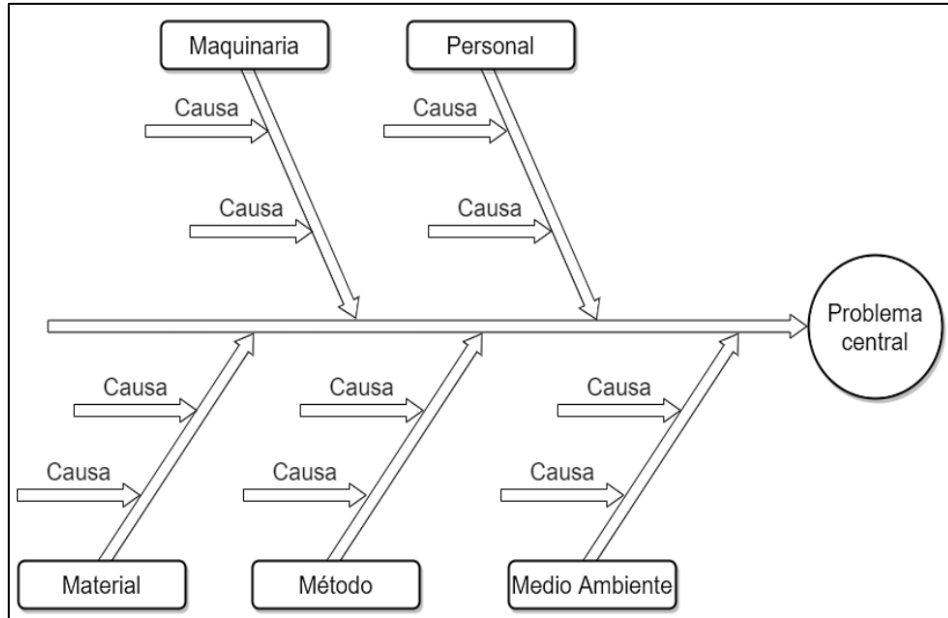 Maquinaria
Personal
Causa
Causa
Causa
Causa
Problema
central
Causa
Causa
Causa
Causa
Causa
Causa
Material
Método
Medio Ambiente